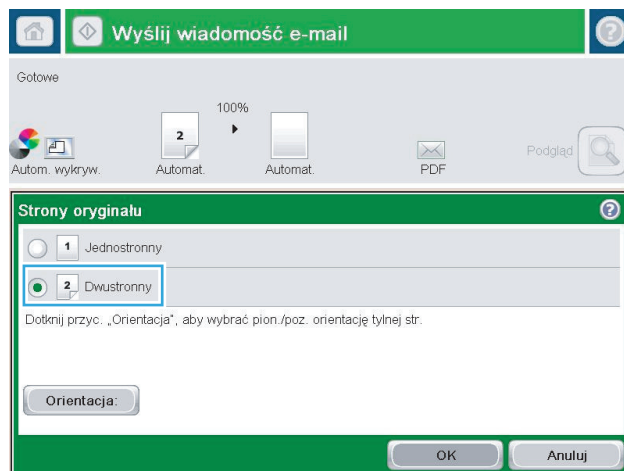 Wyślij wiadomość e-mail
?
Gotowe
100%
2
Autom. wykryw.
Automat.
Automat.
PDF
Podgląd
Strony oryginału
?
1 Jednostronny
2 Dwustronny
Dotknij przyc. „Orientacja”, aby wybrać pion./poz. orientację tylnej str.
Orientacja:
OK
Anuluj